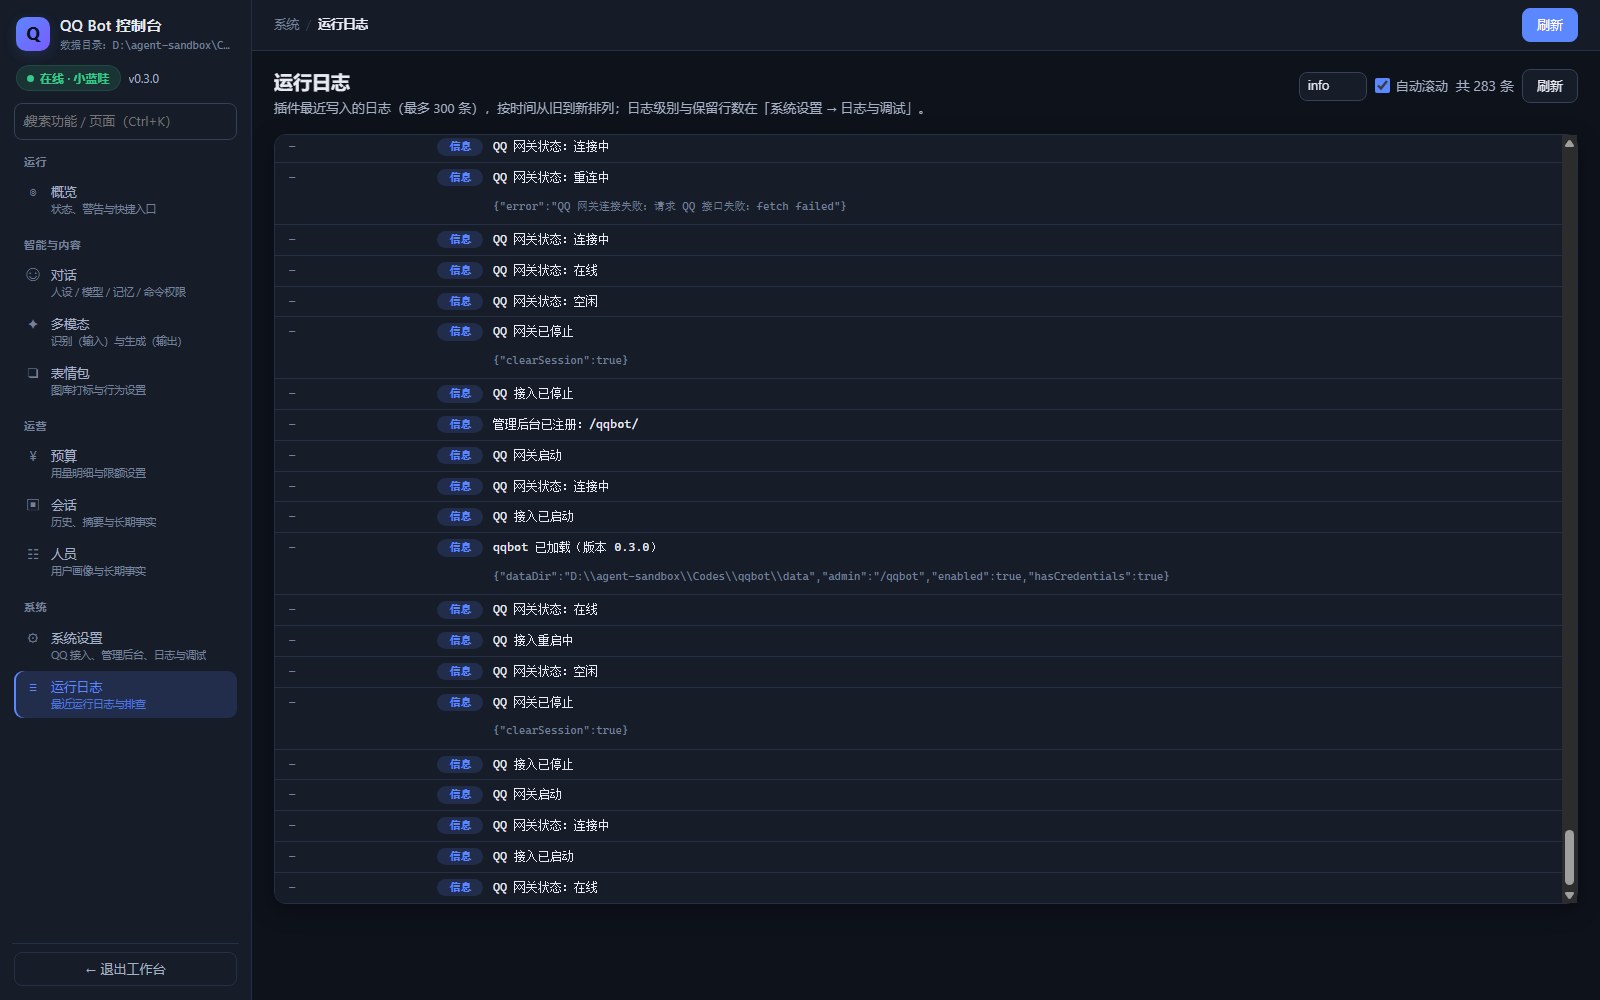 Q
QQ Bot 控制台
数据目录：D:\agent-sandbox\C…
在线 · 小蓝哇
v0.3.0
搜索功能 / 页面（Ctrl+K）
运行
概览
状态、警告与快捷入口
智能与内容
对话
人设 / 模型 / 记忆 / 命令权限
多模态
识别（输入）与生成（输出）
表情包
图库打标与行为设置
运营
¥ 预算
用量明细与限额设置
会话
历史、摘要与长期事实
人员
用户画像与长期事实
系统
系统设置
QQ 接入、管理后台、日志与调试
运行日志
最近运行日志与排查
← 退出工作台
系统 / 运行日志
刷新
运行日志
插件最近写入的日志（最多 300 条），按时间从旧到新排列；日志级别与保留行数在「系统设置 → 日志与调试」。
info
自动滚动
共 283 条
刷新
— 信息 QQ 网关状态：连接中
— 信息 QQ 网关状态：重连中
{"error":"QQ 网关连接失败：请求 QQ 接口失败：fetch failed"}
— 信息 QQ 网关状态：连接中
— 信息 QQ 网关状态：在线
— 信息 QQ 网关状态：空闲
— 信息 QQ 网关已停止
{"clearSession":true}
— 信息 QQ 接入已停止
— 信息 管理后台已注册：/qqbot/
— 信息 QQ 网关启动
— 信息 QQ 网关状态：连接中
— 信息 QQ 接入已启动
— 信息 qqbot 已加载（版本 0.3.0）
{"dataDir":"D:\\agent-sandbox\\Codes\\qqbot\\data","admin":"/qqbot","enabled":true,"hasCredentials":true}
— 信息 QQ 网关状态：在线
— 信息 QQ 接入重启中
— 信息 QQ 网关状态：空闲
— 信息 QQ 网关已停止
{"clearSession":true}
— 信息 QQ 接入已停止
— 信息 QQ 网关启动
— 信息 QQ 网关状态：连接中
— 信息 QQ 接入已启动
— 信息 QQ 网关状态：在线